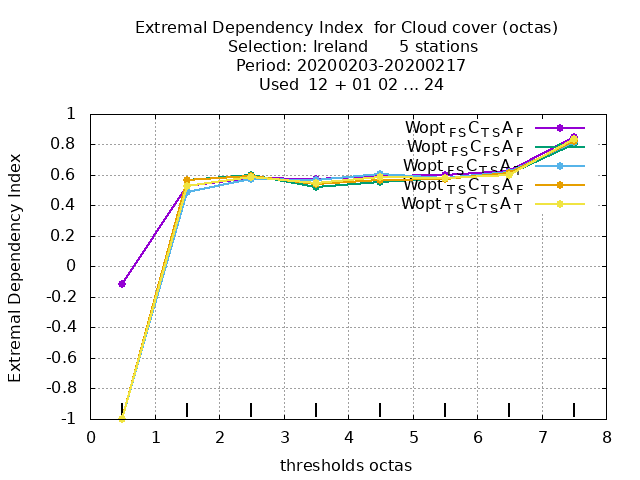 Extremal Dependency Index  for Cloud cover (octas)
Selection: Ireland      5 stations
Period: 20200203-20200217
Used  12 + 01 02 ... 24
Extremal Dependency Index
1
0.8
0.6
0.4
0.2
0
-0.2
-0.4
-0.6
-0.8
-1
Wopt FS C TS A F
Wopt FS C FS A F
Wopt FS C TS A F
Wopt TS C TS A F
Wopt TS C TS A T
0 1 2 3 4 5 6 7 8
thresholds octas